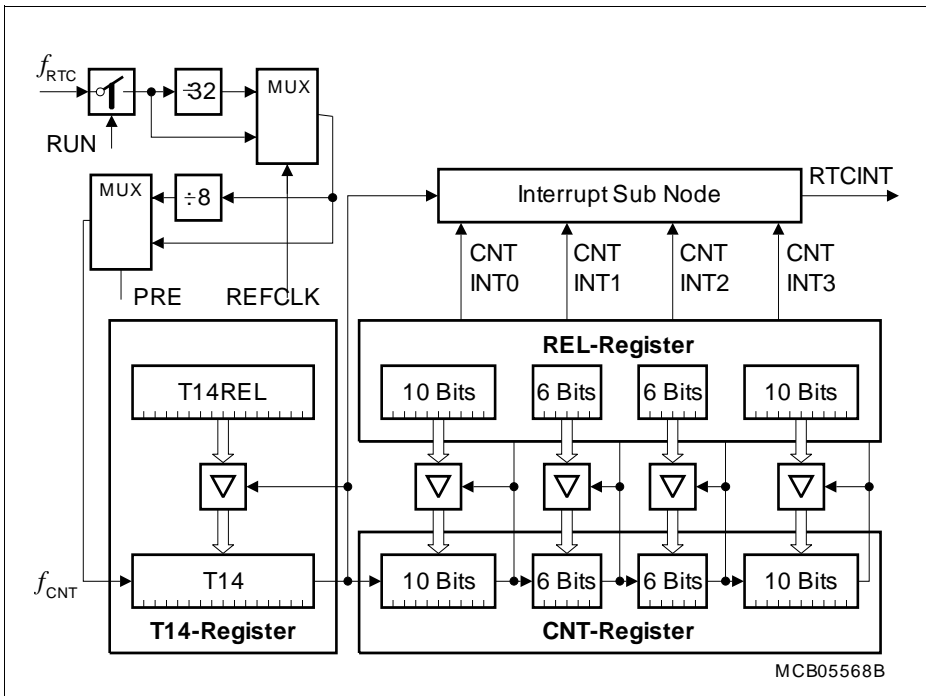 fRTC
÷32
MUX
RUN
MUX
÷8
Interrupt Sub Node
RTCINT
CNT INT0
CNT INT1
CNT INT2
CNT INT3
PRE
REFCLK
REL-Register
T14REL
10 Bits
6 Bits
6 Bits
10 Bits
fCNT
T14
10 Bits
6 Bits
6 Bits
10 Bits
T14-Register
CNT-Register
MCB05568B